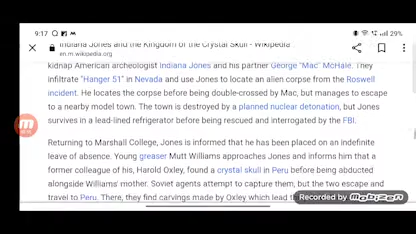 9:17
29%
Indiana Jones and the Kingdom of the Crystal Skull - Wikipedia
en.m.wikipedia.org
kidnap American archeologist Indiana Jones and his partner George "Mac" McHale. They
infiltrate "Hanger 51" in Nevada and use Jones to locate an alien corpse from the Roswell
incident. He locates the corpse before being double-crossed by Mac, but manages to escape
to a nearby model town. The town is destroyed by a planned nuclear detonation, but Jones
survives in a lead-lined refrigerator before being rescued and interrogated by the FBI.
Returning to Marshall College, Jones is informed that he has been placed on an indefinite
leave of absence. Young greaser Mutt Williams approaches Jones and informs him that a
former colleague of his, Harold Oxley, found a crystal skull in Peru before being abducted
alongside Williams' mother. Soviet agents attempt to capture them, but the two escape and
travel to Peru. There, they find carvings made by Oxley which lead th
Recorded by Mobizen